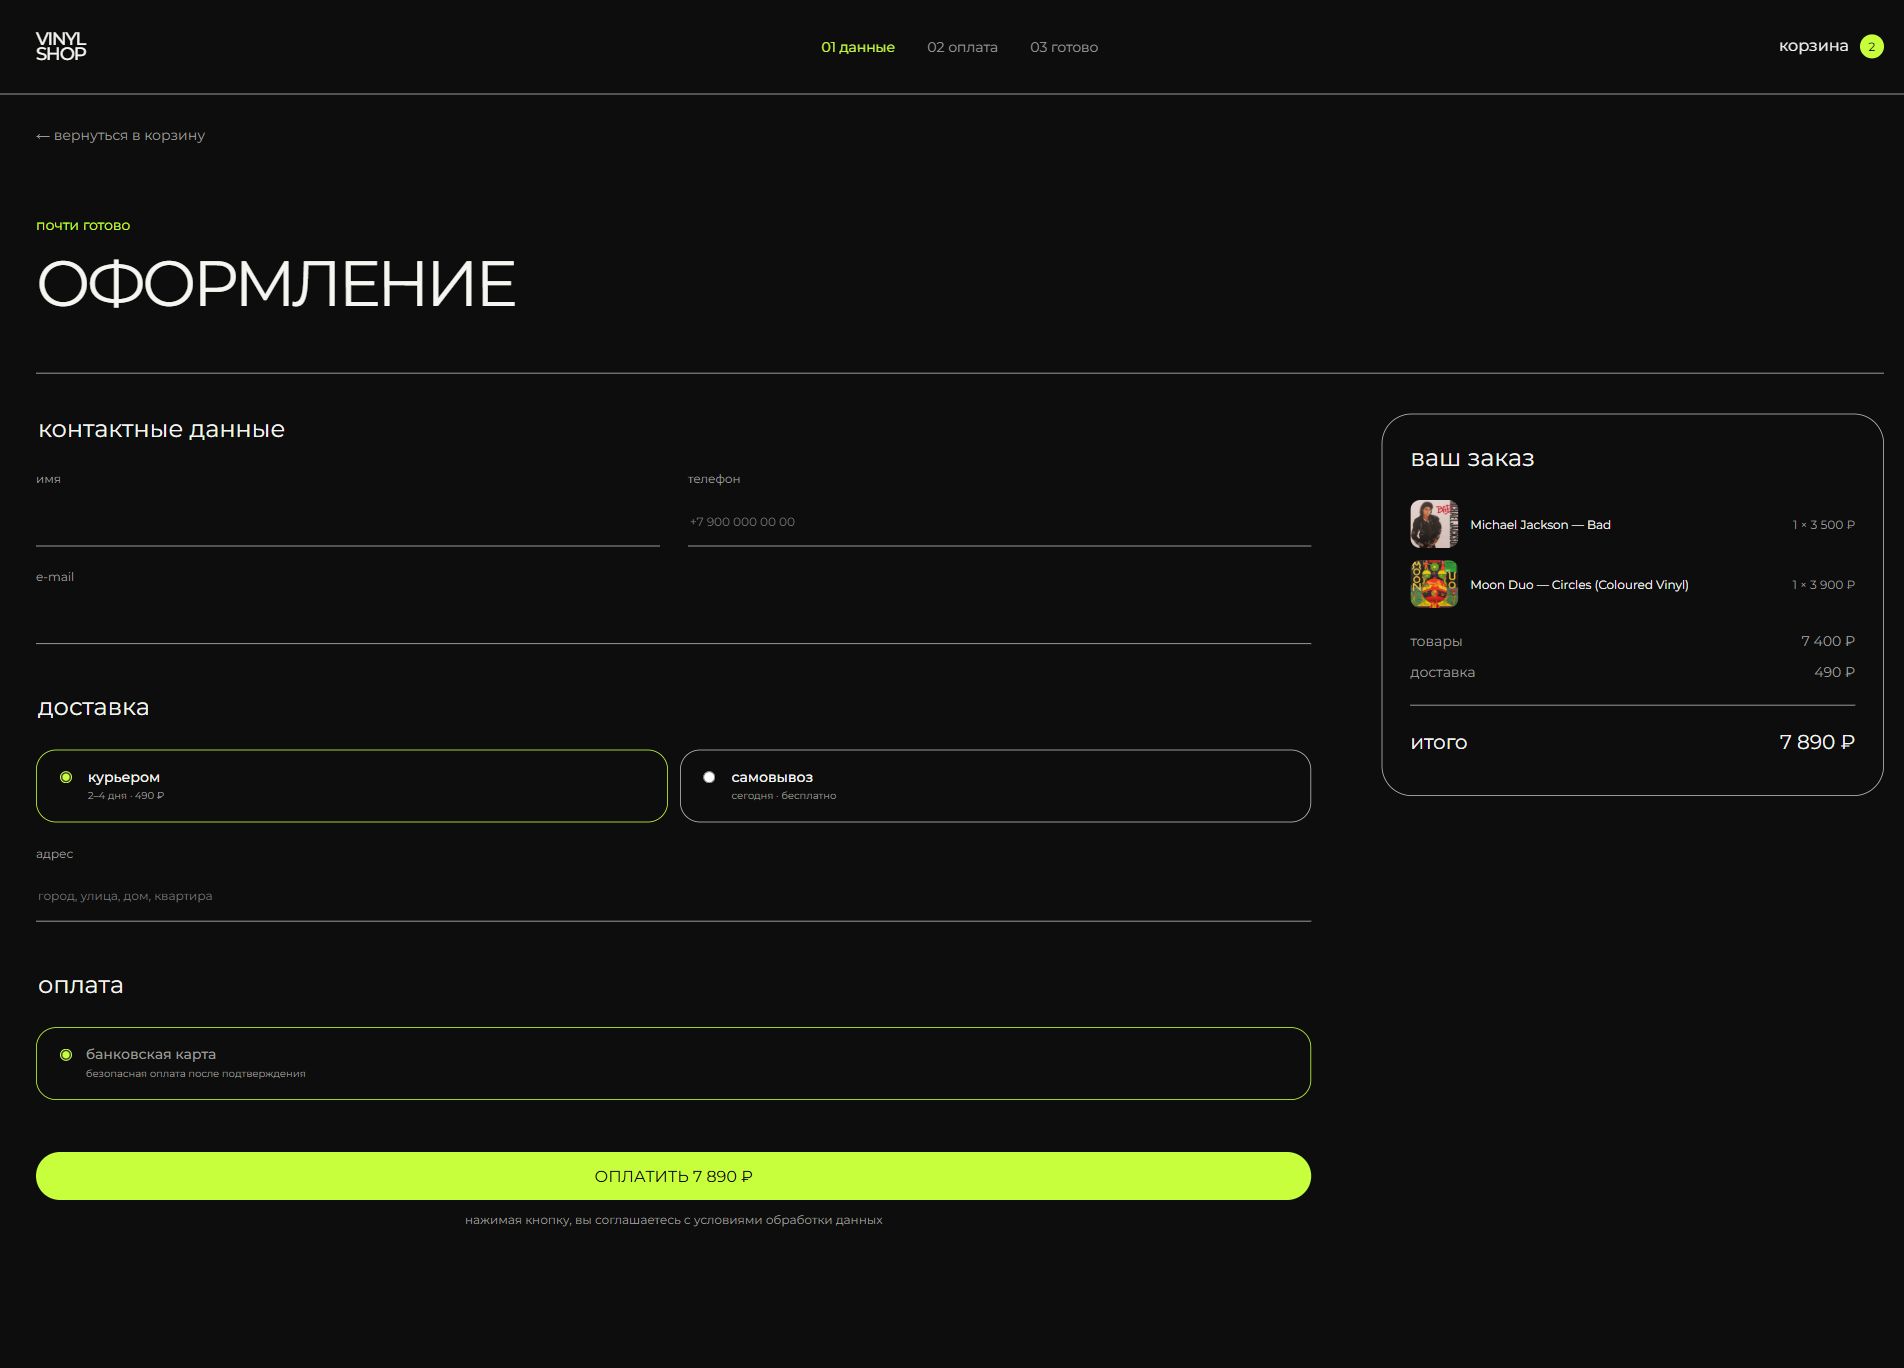 VINYL
SHOP
01 данные 02 оплата 03 готово
корзина 2
← вернуться в корзину
почти готово
ОФОРМЛЕНИЕ
контактные данные
имя
телефон
+7 900 000 00 00
e-mail
доставка
курьером
2–4 дня · 490 ₽
самовывоз
сегодня · бесплатно
адрес
город, улица, дом, квартира
оплата
банковская карта
безопасная оплата после подтверждения
ОПЛАТИТЬ 7 890 ₽
нажимая кнопку, вы соглашаетесь с условиями обработки данных
ваш заказ
BAD
Michael Jackson — Bad 1 × 3 500 ₽
MOON
DUO
Moon Duo — Circles (Coloured Vinyl) 1 × 3 900 ₽
товары 7 400 ₽
доставка 490 ₽
итого 7 890 ₽